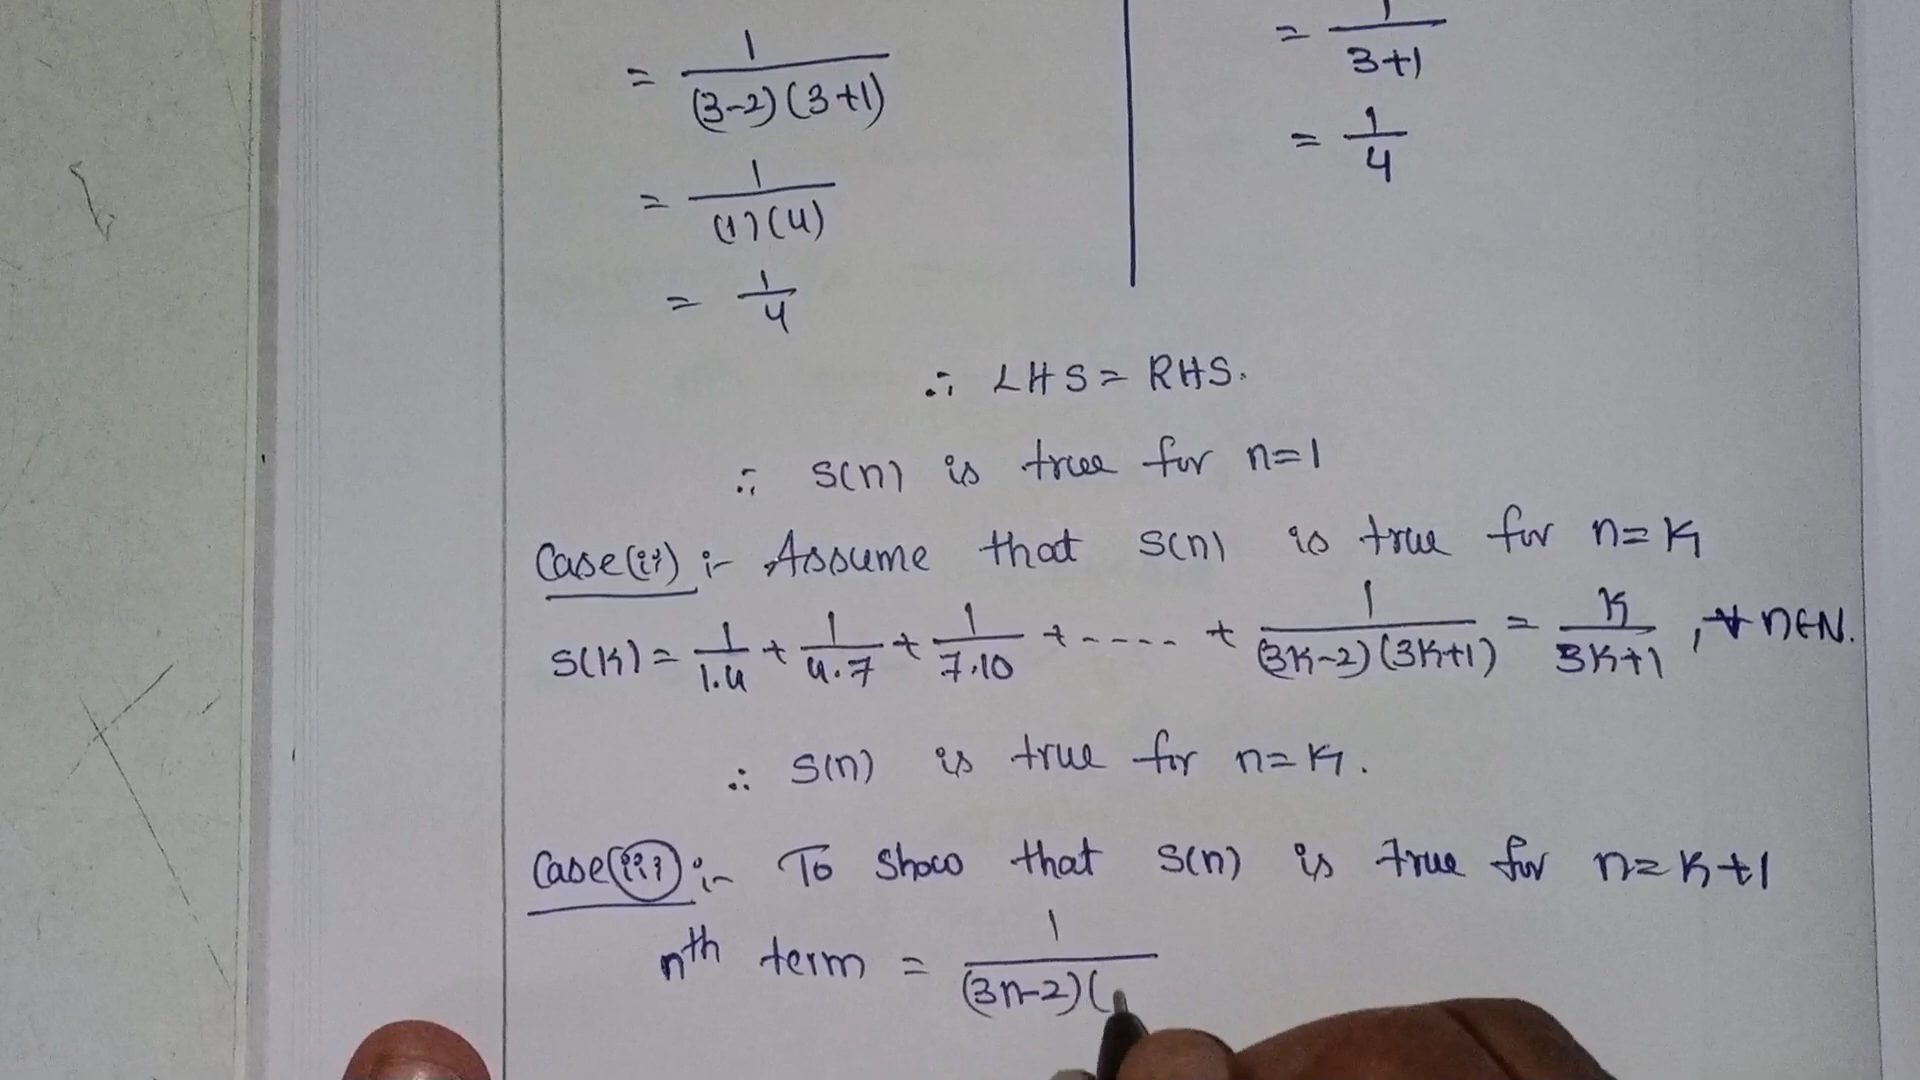 = 1/(3-2)(3+1)
= 1/(1)(4)
= 1/4
= 1/3+1
= 1/4
∴ LHS = RHS.
∴ S(n) is true for n=1
Case(ii) :- Assume that S(n) is true for n=K
S(K) = 1/1.4 + 1/4.7 + 1/7.10 + ----- + 1/(3K-2)(3K+1) = K/3K+1 , ∀ n∈N.
∴ S(n) is true for n=K.
Case(iii) :- To Show that S(n) is true for n=K+1
nth term = 1/(3n-2)(